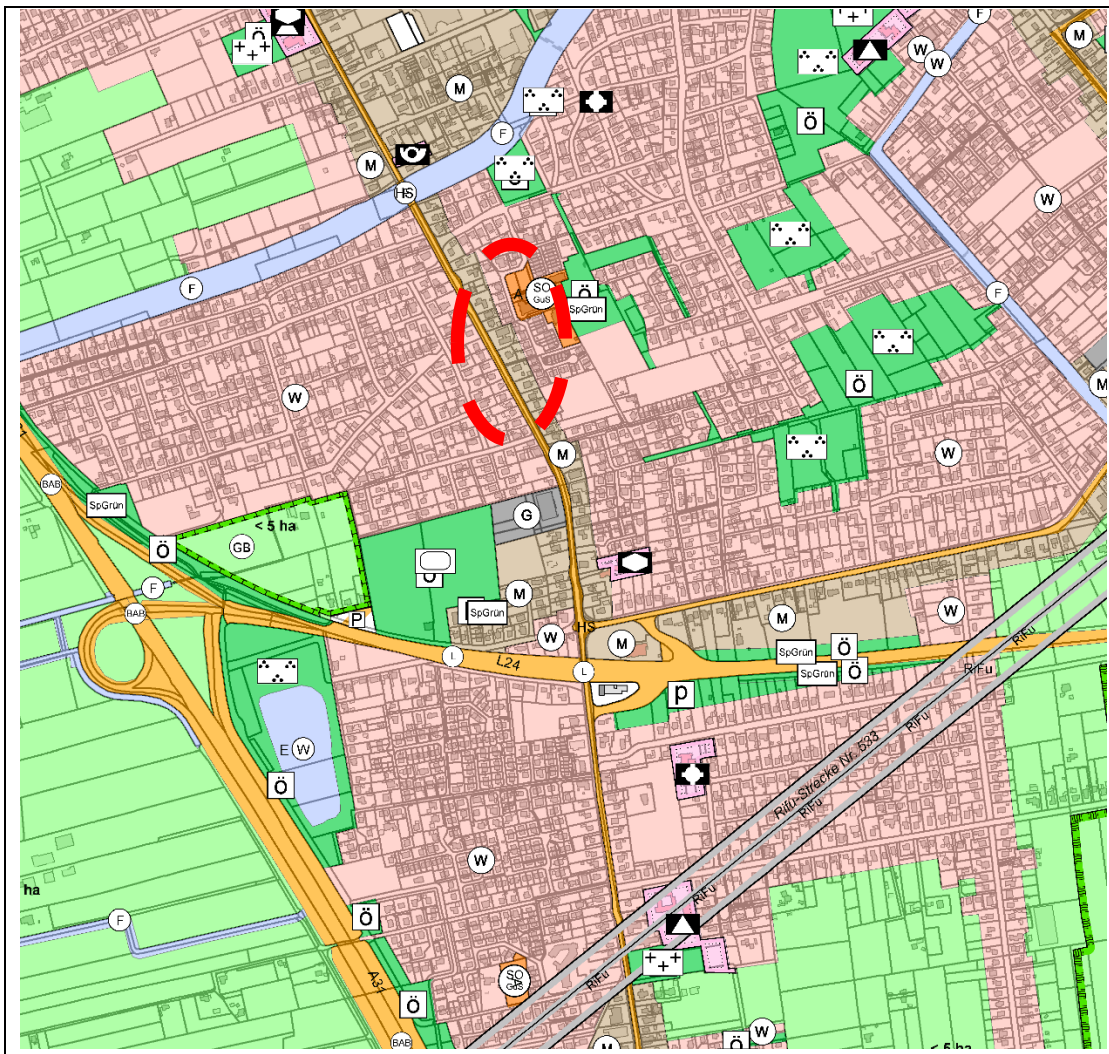 Ö
M
W
W
M
Ö
F
F
M
W
HS
F
F
SO
GuS
A
Ö
SpGrün
W
Ö
M
M
W
BAB
SpGrün
G
< 5 ha
GB
Ö
Ö
F
M
SpGrün
BAB
P
W
HS
M
M
W
SpGrün
Ö
RiFu
L
L24
L
SpGrün
Ö
RiFu
p
RiFu
E W
Ö
Rifu-Strecke Nr. 533
RiFu
W
ha
RiFu
F
Ö
A31
SO
GuS
RiFu
Ö
BAB
M
Ö
W
< 5 ha